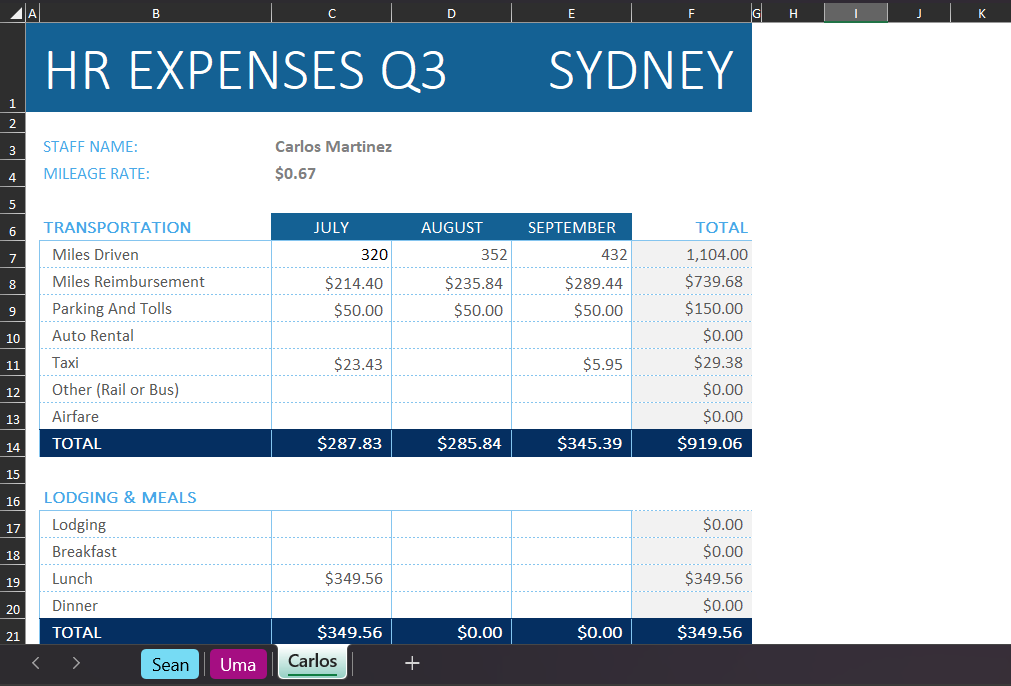 A B C D E F G H I J K
1 HR EXPENSES Q3 SYDNEY
2
3 STAFF NAME: Carlos Martinez
4 MILEAGE RATE: $0.67
5
6 TRANSPORTATION JULY AUGUST SEPTEMBER TOTAL
7 Miles Driven 320 352 432 1,104.00
8 Miles Reimbursement $214.40 $235.84 $289.44 $739.68
9 Parking And Tolls $50.00 $50.00 $50.00 $150.00
10 Auto Rental $0.00
11 Taxi $23.43 $5.95 $29.38
12 Other (Rail or Bus) $0.00
13 Airfare $0.00
14 TOTAL $287.83 $285.84 $345.39 $919.06
15
16 LODGING & MEALS
17 Lodging $0.00
18 Breakfast $0.00
19 Lunch $349.56 $349.56
20 Dinner $0.00
21 TOTAL $349.56 $0.00 $0.00 $349.56
Sean Uma Carlos